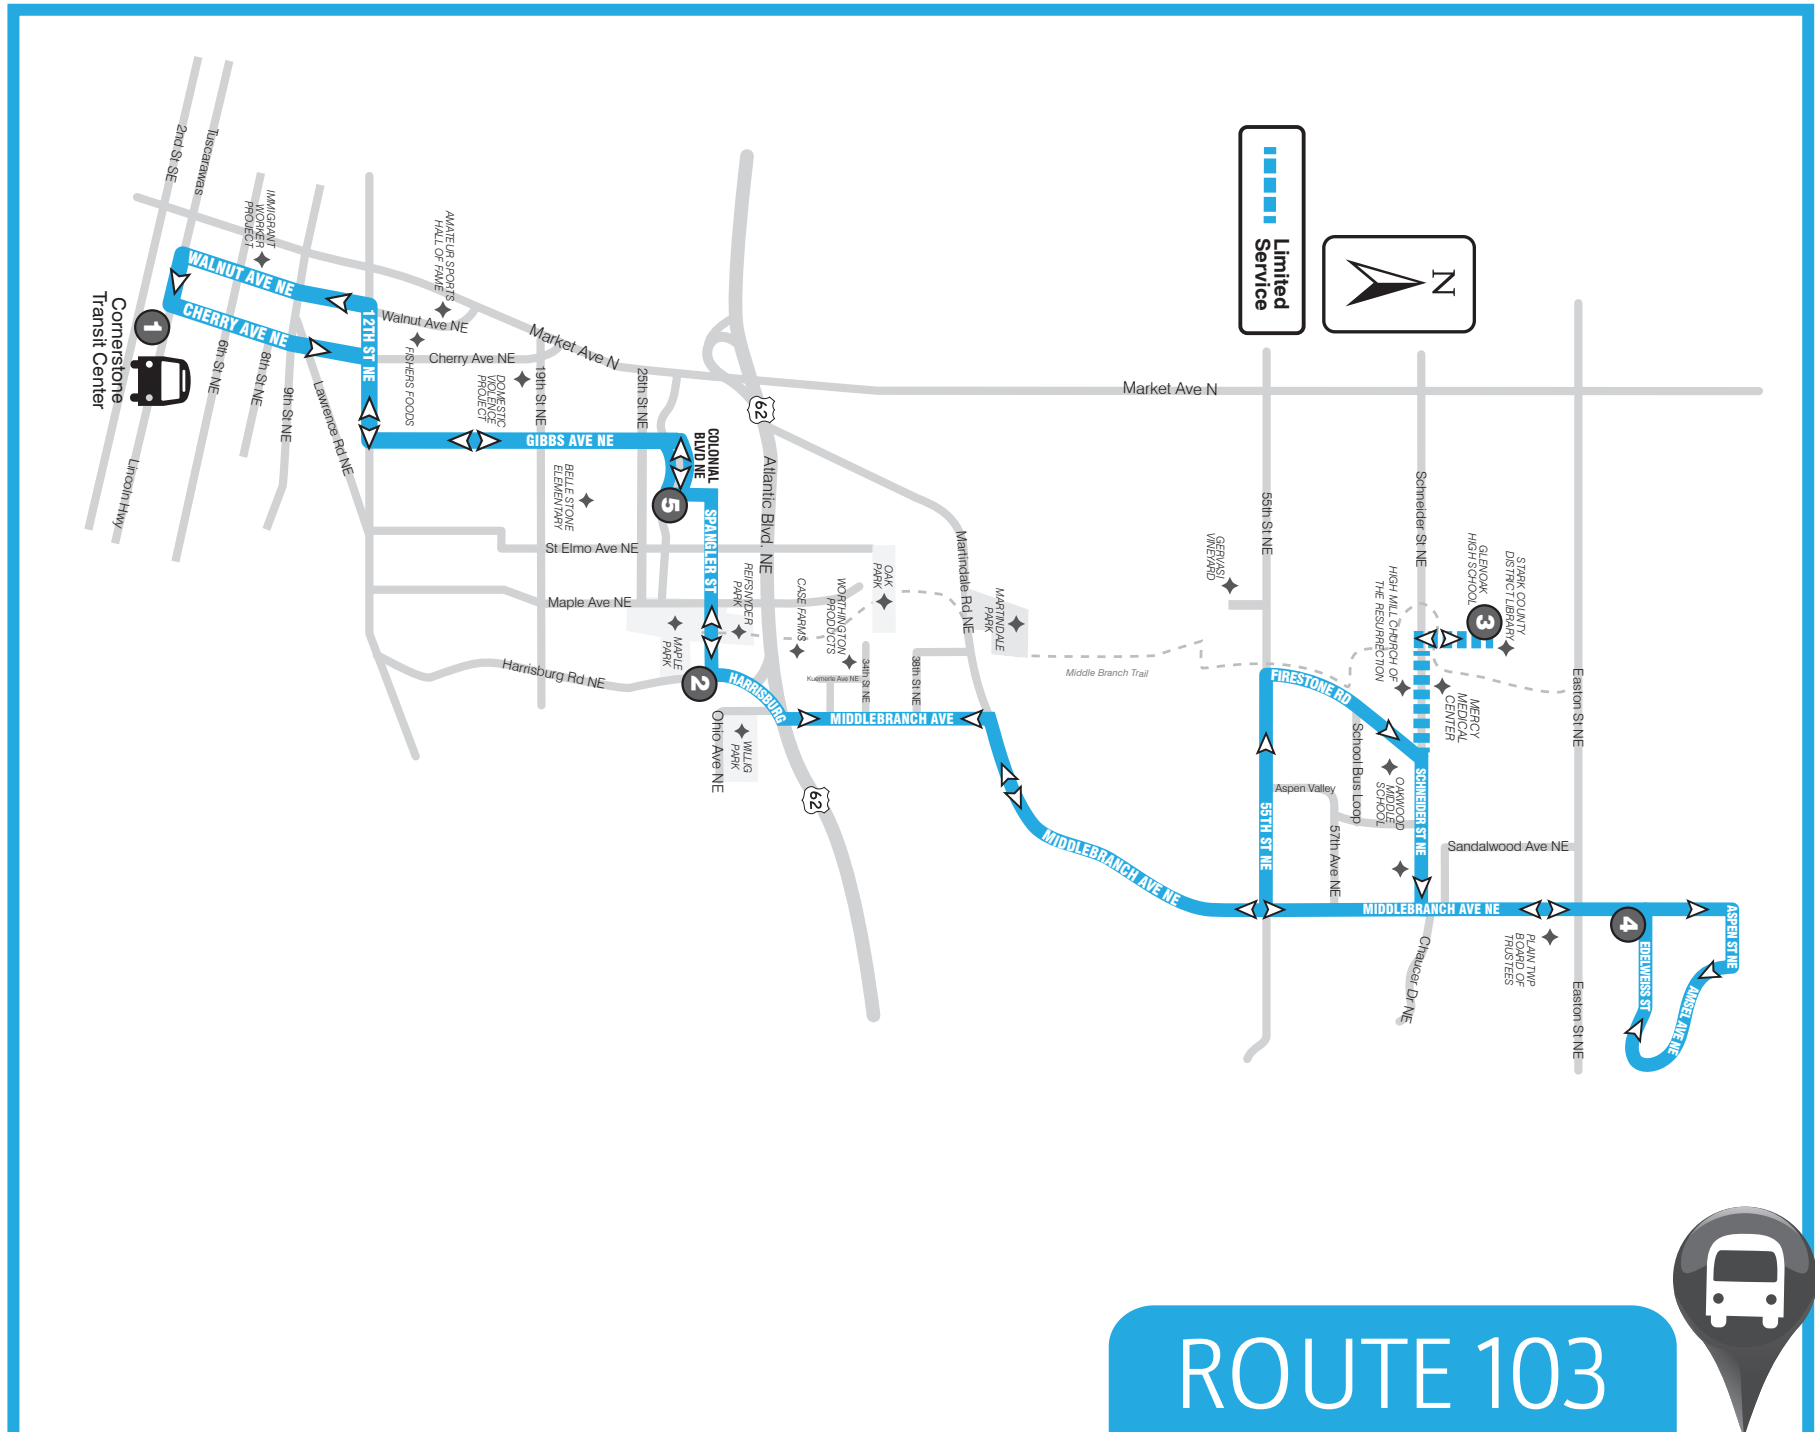 Limited
Service
N
2nd St SE
Tuscarawas
IMMIGRANT
WORKER
PROJECT
AMATEUR SPORTS
HALL OF FAME
WALNUT AVE NE
CHERRY AVE NE
12TH ST NE
Walnut Ave NE
Cherry Ave NE
Market Ave N
Market Ave N
1
Cornerstone
Transit Center
6th St NE
8th St NE
9th St NE
Lawrence Rd NE
Lincoln Hwy
FISHERS FOODS
DOMESTIC
VIOLENCE
PROJECT
19th St NE
25th St NE
GIBBS AVE NE
COLONIAL
BLVD NE
5
62
Atlantic Blvd. NE
BELLE STONE
ELEMENTARY
SPANGLER ST
St Elmo Ave NE
Maple Ave NE
Harrisburg Rd NE
REIFSNYDER
PARK
MAPLE
PARK
2
HARRISBURG
CASE FARMS
WORTHINGTON
PRODUCTS
OAK
PARK
Kuemerle Ave NE
34th St NE
38th St NE
Martindale Rd NE
MARTINDALE
PARK
Middle Branch Trail
MIDDLEBRANCH AVE
Ohio Ave NE
WILLIG
PARK
62
MIDDLEBRANCH AVE NE
GERVASI
VINEYARD
55th St NE
Schneider St NE
GLENOAK
HIGH SCHOOL
STARK COUNTY
DISTRICT LIBRARY
3
HIGH MILL CHURCH OF
THE RESURRECTION
MERCY
MEDICAL
CENTER
FIRESTONE RD
School Bus Loop
OAKWOOD
MIDDLE
SCHOOL
SCHNEIDER ST NE
Aspen Valley
57th Ave NE
55TH ST NE
Sandalwood Ave NE
Easton St NE
MIDDLEBRANCH AVE NE
4
PLAIN TWP
BOARD OF
TRUSTEES
Chaucer Dr NE
Easton St NE
EDELWEISS ST
ASPEN ST NE
AMSEL AVE NE
ROUTE 103